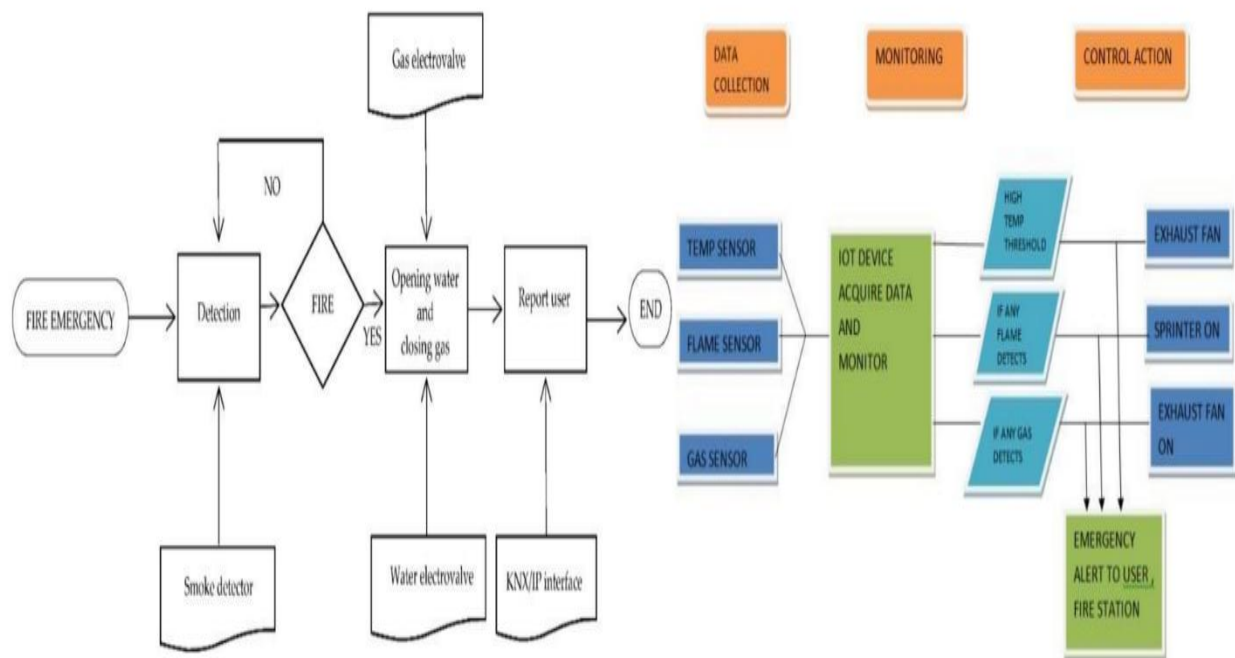 Gas electrovalve
NO
FIRE EMERGENCY
Detection
FIRE
YES
Opening water
and
closing gas
Report user
END
Smoke detector
Water electrovalve
KNX/IP interface
DATA
COLLECTION
MONITORING
CONTROL ACTION
TEMP SENSOR
FLAME SENSOR
GAS SENSOR
IOT DEVICE
ACQUIRE DATA
AND
MONITOR
HIGH
TEMP
THRESHOLD
IF ANY
FLAME
DETECTS
IF ANY GAS
DETECTS
EXHAUST FAN
SPRINTER ON
EXHAUST FAN
ON
EMERGENCY
ALERT TO USER ,
FIRE STATION